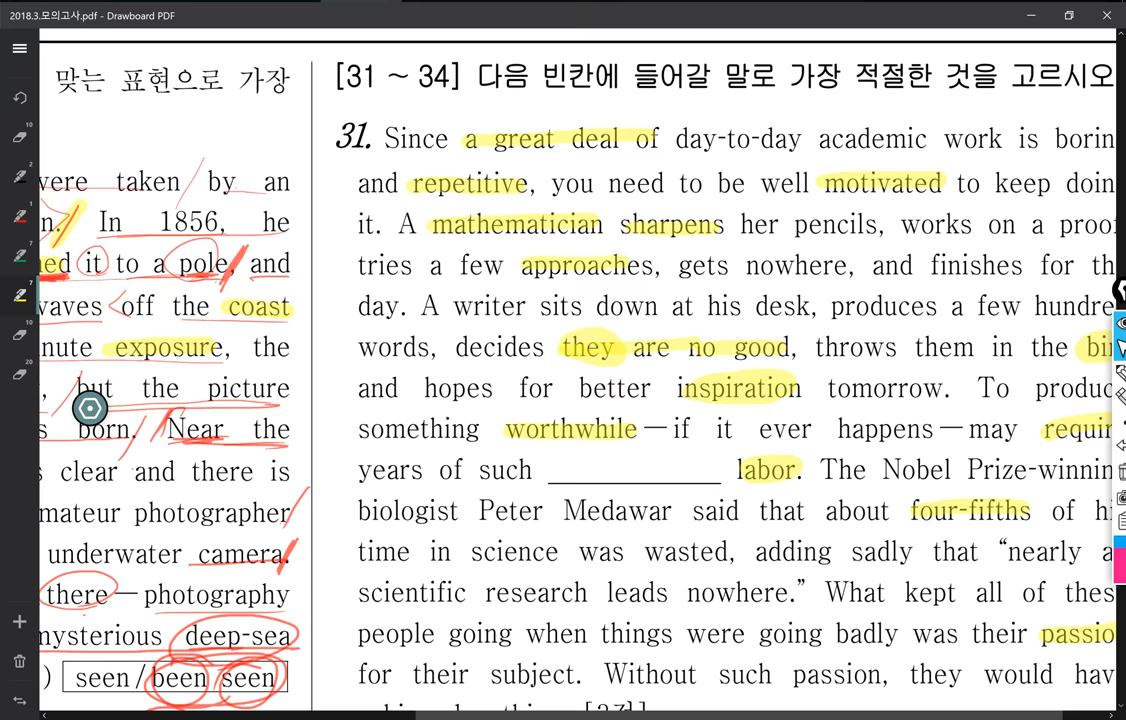 2018.3.모의고사.pdf - Drawboard PDF
맞는 표현으로 가장
were taken by an
n. In 1856, he
ed it to a pole, and
waves off the coast
nute exposure, the
, but the picture
s born. Near the
s clear and there is
mateur photographer
underwater camera.
there — photography
mysterious deep-sea
) seen / been seen
[31 ~ 34] 다음 빈칸에 들어갈 말로 가장 적절한 것을 고르시오
31. Since a great deal of day-to-day academic work is borin
and repetitive, you need to be well motivated to keep doin
it. A mathematician sharpens her pencils, works on a proof
tries a few approaches, gets nowhere, and finishes for th
day. A writer sits down at his desk, produces a few hundre
words, decides they are no good, throws them in the bin
and hopes for better inspiration tomorrow. To produc
something worthwhile — if it ever happens — may requir
years of such ____________ labor. The Nobel Prize-winnin
biologist Peter Medawar said that about four-fifths of hi
time in science was wasted, adding sadly that “nearly a
scientific research leads nowhere.” What kept all of thes
people going when things were going badly was their passio
for their subject. Without such passion, they would hav